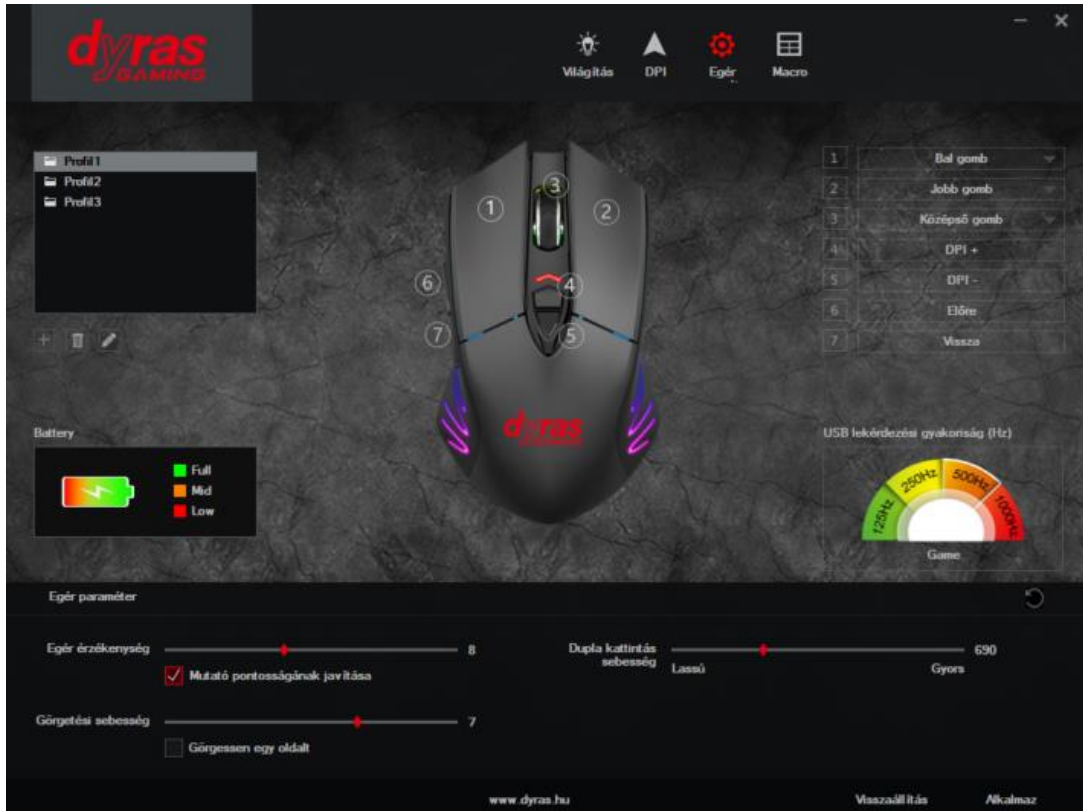 dyras
GAMING
Világítás
DPI
Egér
Macro
Profil1
Profil2
Profil3
1
2
3
4
5
6
7
dyras
GAMING
1 Bal gomb
2 Jobb gomb
3 Középső gomb
4 DPI +
5 DPI -
6 Előre
7 Vissza
Battery
Full
Mid
Low
USB lekérdezési gyakoriság (Hz)
125Hz
250Hz
500Hz
1000Hz
Game
Egér paraméter
Egér érzékenység 8
Mutató pontosságának javítása
Görgetési sebesség 7
Görgessen egy oldalt
Dupla kattintás
sebesség
690
Lassú
Gyors
www.dyras.hu
Visszaállítás
Alkalmaz